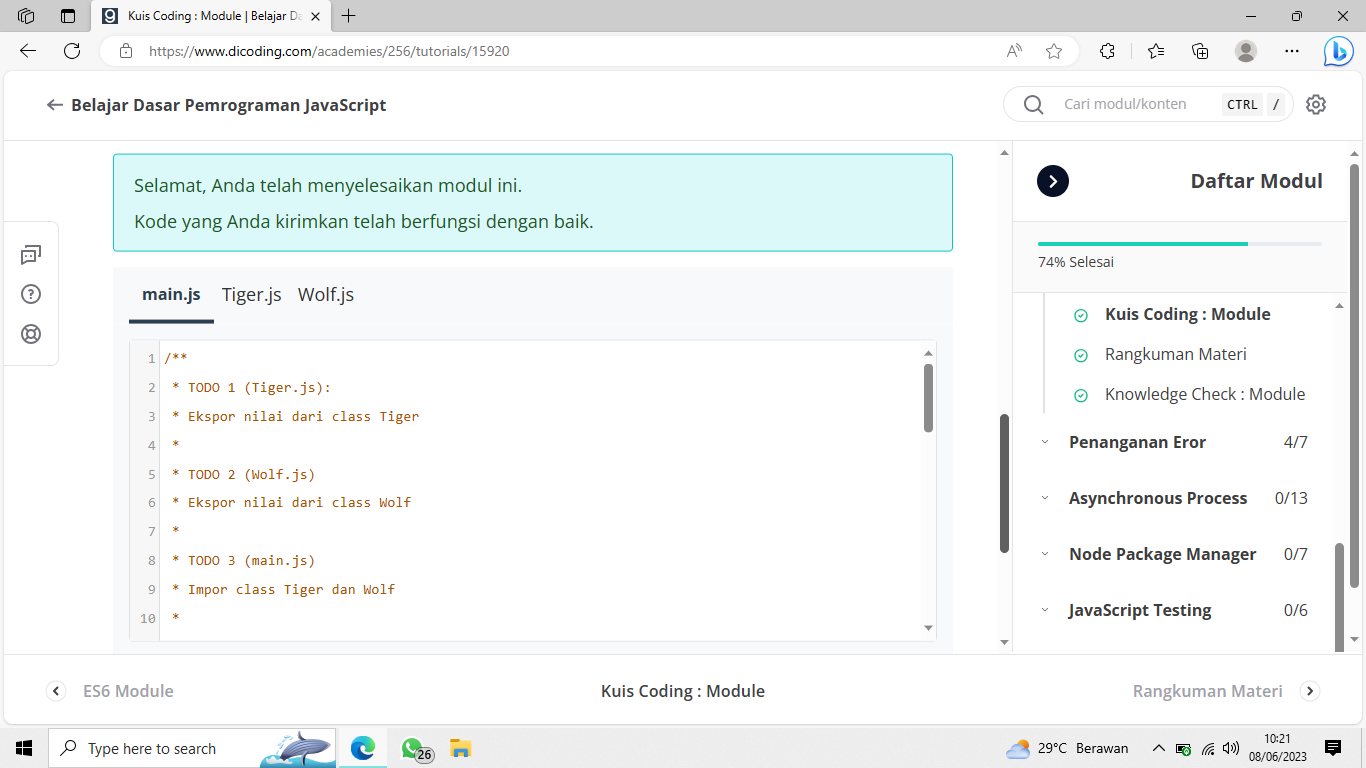 Kuis Coding : Module | Belajar Da
https://www.dicoding.com/academies/256/tutorials/15920
Belajar Dasar Pemrograman JavaScript
Cari modul/konten
CTRL /
Selamat, Anda telah menyelesaikan modul ini.
Kode yang Anda kirimkan telah berfungsi dengan baik.
main.js Tiger.js Wolf.js
1 /**
2 * TODO 1 (Tiger.js):
3 * Ekspor nilai dari class Tiger
4 *
5 * TODO 2 (Wolf.js)
6 * Ekspor nilai dari class Wolf
7 *
8 * TODO 3 (main.js)
9 * Impor class Tiger dan Wolf
10 *
Daftar Modul
74% Selesai
Kuis Coding : Module
Rangkuman Materi
Knowledge Check : Module
Penanganan Eror 4/7
Asynchronous Process 0/13
Node Package Manager 0/7
JavaScript Testing 0/6
ES6 Module
Kuis Coding : Module
Rangkuman Materi
Type here to search
26
29°C Berawan
10:21
08/06/2023